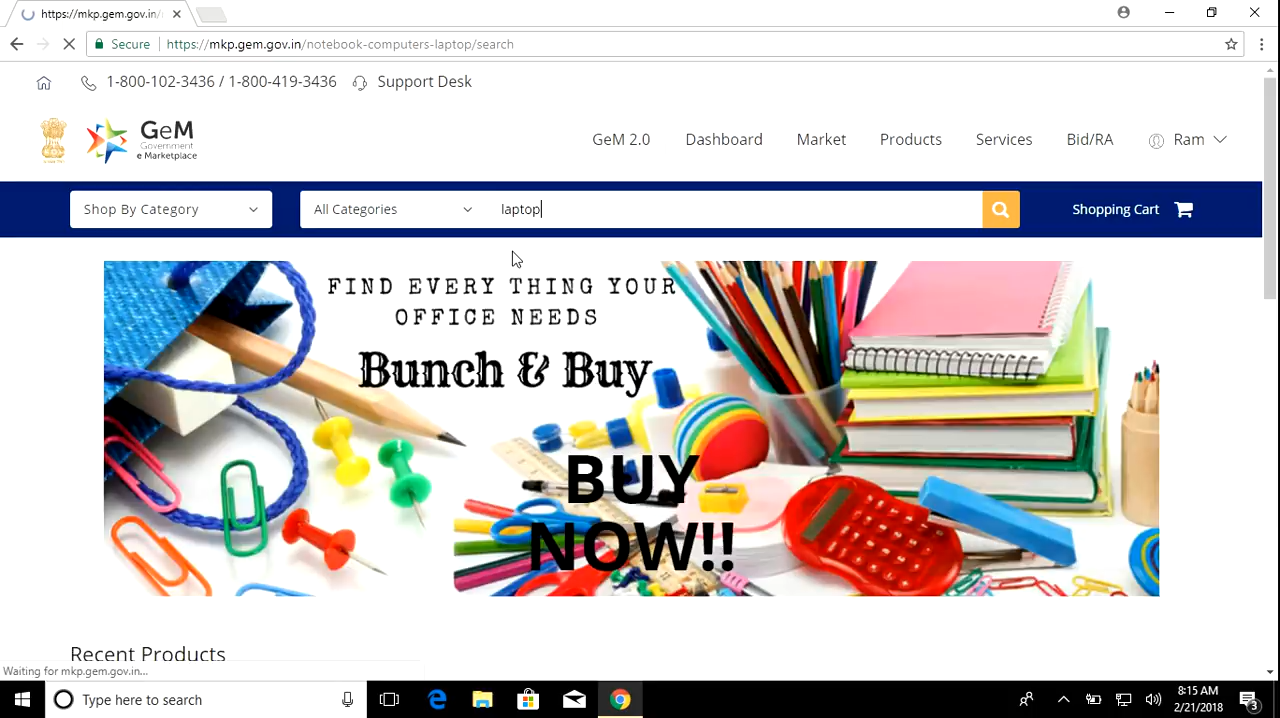 https://mkp.gem.gov.in/
Secure https://mkp.gem.gov.in/notebook-computers-laptop/search
1-800-102-3436 / 1-800-419-3436 Support Desk
GeM
Government
e Marketplace
GeM 2.0 Dashboard Market Products Services Bid/RA Ram
Shop By Category All Categories laptop Shopping Cart
FIND EVERY THING YOUR
OFFICE NEEDS
Bunch & Buy
BUY
NOW!!
Recent Products
Waiting for mkp.gem.gov.in...
Type here to search
8:15 AM
2/21/2018
3